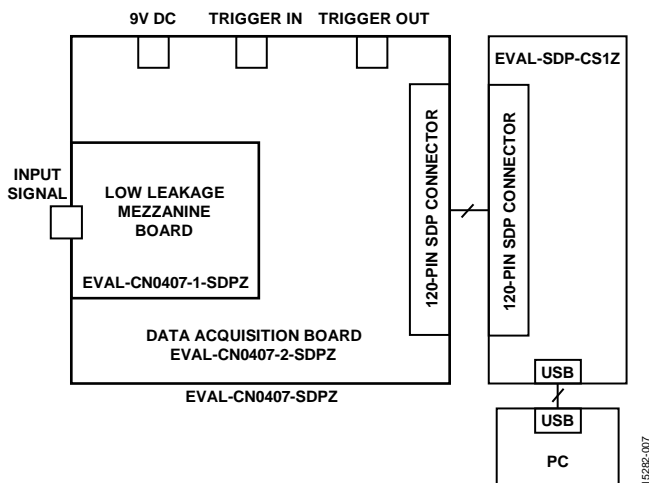 9V DC
TRIGGER IN
TRIGGER OUT
EVAL-SDP-CS1Z
INPUT
SIGNAL
LOW LEAKAGE
MEZZANINE
BOARD
EVAL-CN0407-1-SDPZ
120-PIN SDP CONNECTOR
120-PIN SDP CONNECTOR
DATA ACQUISITION BOARD
EVAL-CN0407-2-SDPZ
EVAL-CN0407-SDPZ
USB
USB
PC
15282-007